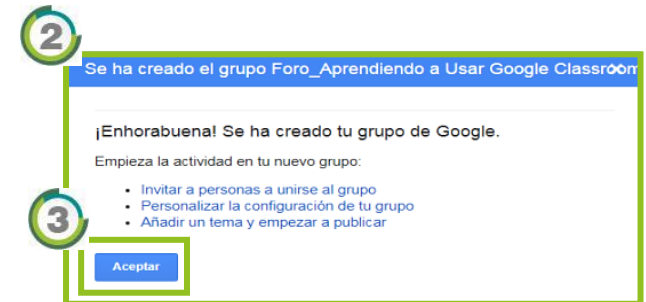 2
Se ha creado el grupo Foro_Aprendiendo a Usar Google Classroom
¡Enhorabuena! Se ha creado tu grupo de Google.
Empieza la actividad en tu nuevo grupo:
• Invitar a personas a unirse al grupo
• Personalizar la configuración de tu grupo
• Añadir un tema y empezar a publicar
3
Aceptar